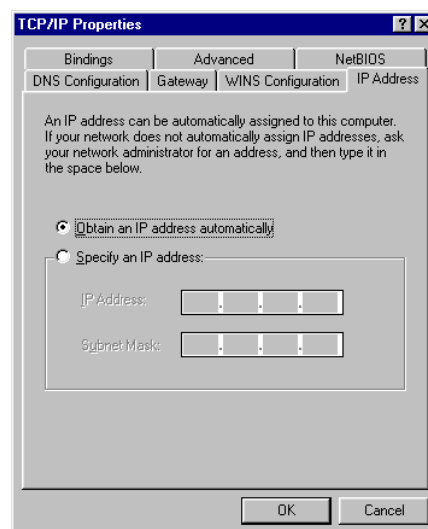 TCP/IP Properties
Bindings Advanced NetBIOS
DNS Configuration Gateway WINS Configuration IP Address
An IP address can be automatically assigned to this computer.
If your network does not automatically assign IP addresses, ask
your network administrator for an address, and then type it in
the space below.
Obtain an IP address automatically
Specify an IP address:
IP Address:
Subnet Mask:
OK Cancel